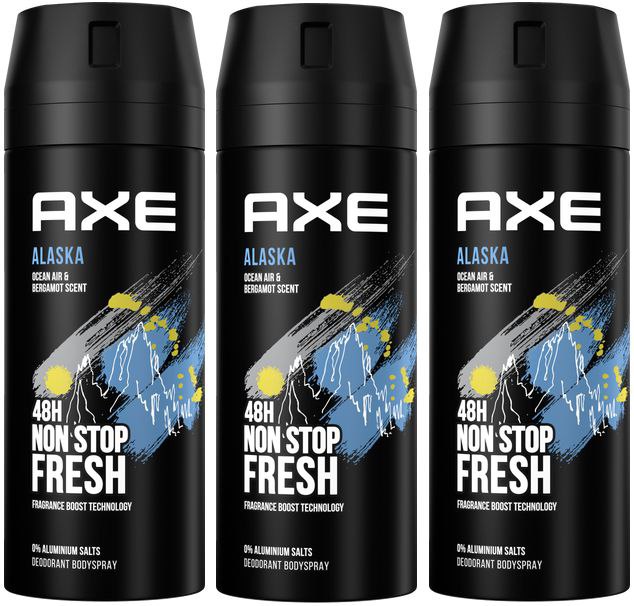 AXE
ALASKA
OCEAN AIR &
BERGAMOT SCENT
48H
NON STOP
FRESH
FRAGRANCE BOOST TECHNOLOGY
0% ALUMINIUM SALTS
DEODORANT BODYSPRAY
AXE
ALASKA
OCEAN AIR &
BERGAMOT SCENT
48H
NON STOP
FRESH
FRAGRANCE BOOST TECHNOLOGY
0% ALUMINIUM SALTS
DEODORANT BODYSPRAY
AXE
ALASKA
OCEAN AIR &
BERGAMOT SCENT
48H
NON STOP
FRESH
FRAGRANCE BOOST TECHNOLOGY
0% ALUMINIUM SALTS
DEODORANT BODYSPRAY